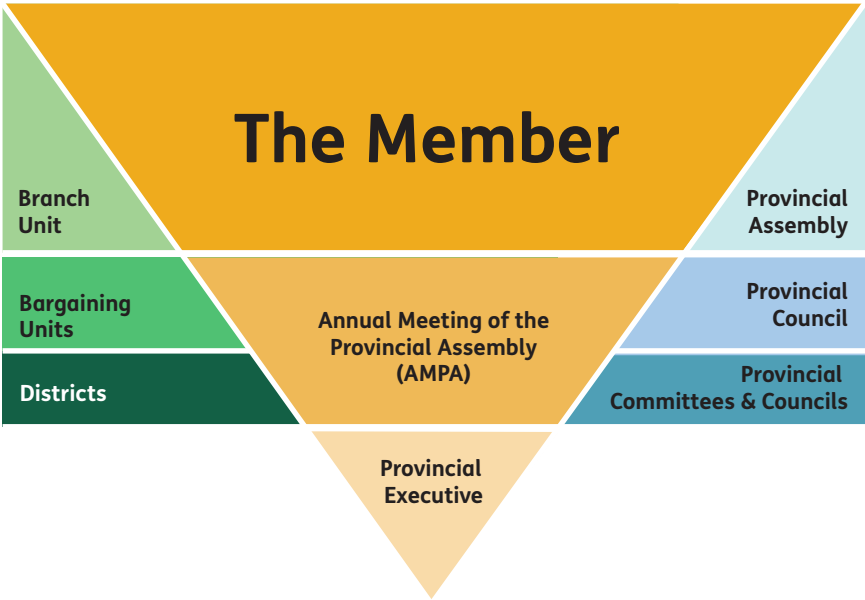 The Member
Branch
Unit
Provincial
Assembly
Bargaining
Units
Annual Meeting of the
Provincial Assembly
(AMPA)
Provincial
Council
Districts
Provincial
Committees & Councils
Provincial
Executive